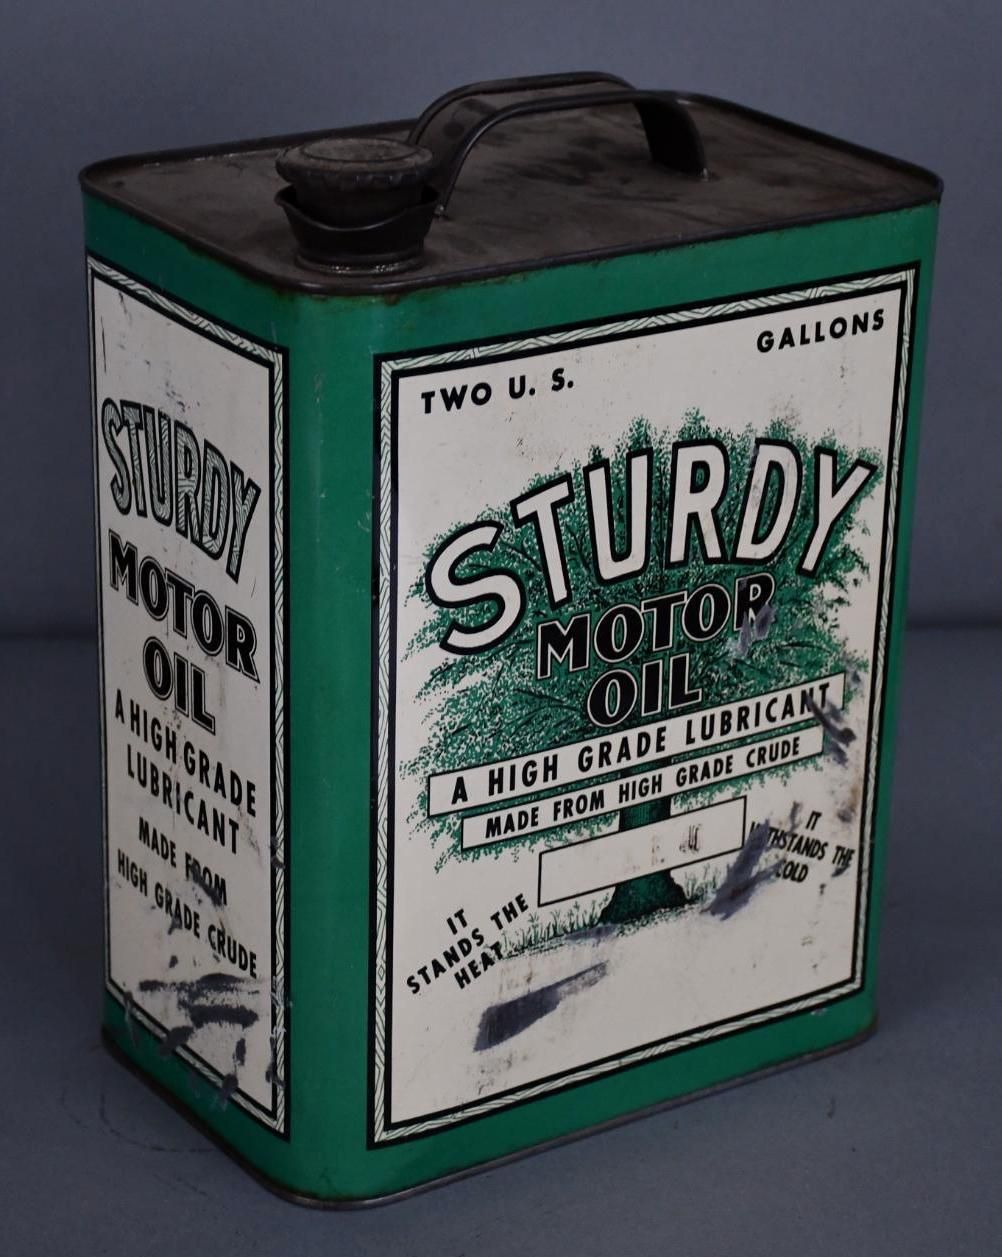 TWO U. S. GALLONS
STURDY
MOTOR
OIL
A HIGH GRADE LUBRICANT
MADE FROM HIGH GRADE CRUDE
IT
STANDS THE
HEAT
IT
WITHSTANDS THE
COLD
STURDY
MOTOR
OIL
A HIGH GRADE
LUBRICANT
MADE FROM
HIGH GRADE CRUDE